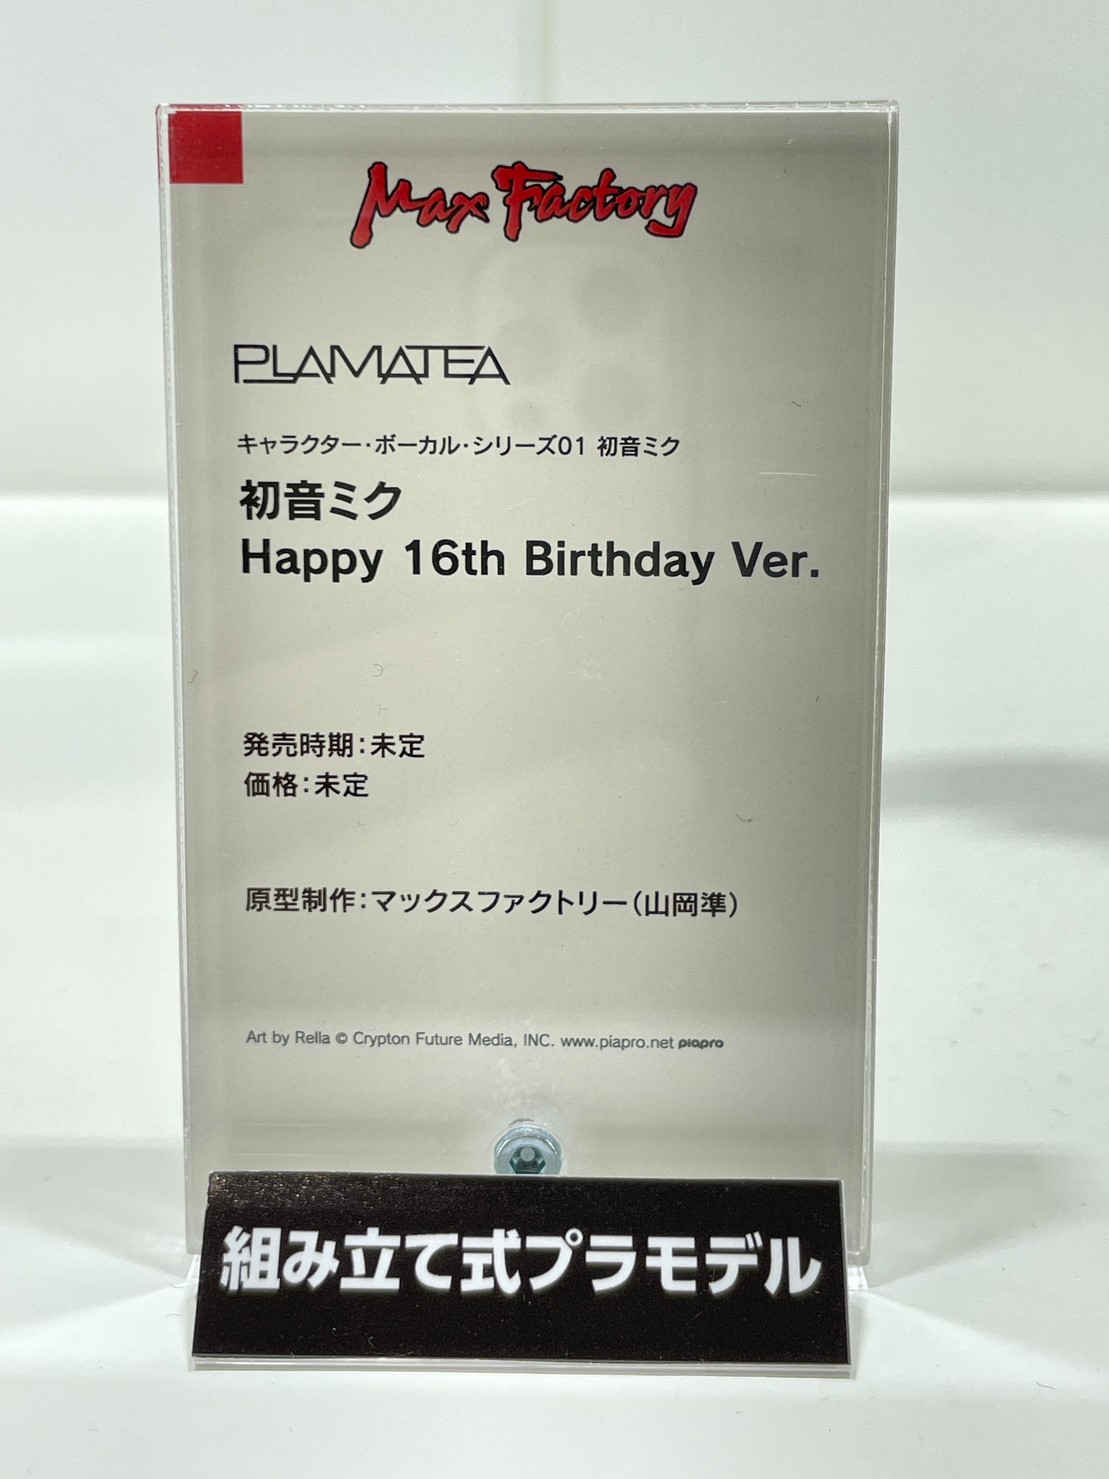 Max Factory
PLAMATEA
キャラクター・ボーカル・シリーズ01 初音ミク
初音ミク
Happy 16th Birthday Ver.
発売時期：未定
価格：未定
原型制作：マックスファクトリー（山岡準）
Art by Rella © Crypton Future Media, INC. www.piapro.net piapro
組み立て式プラモデル